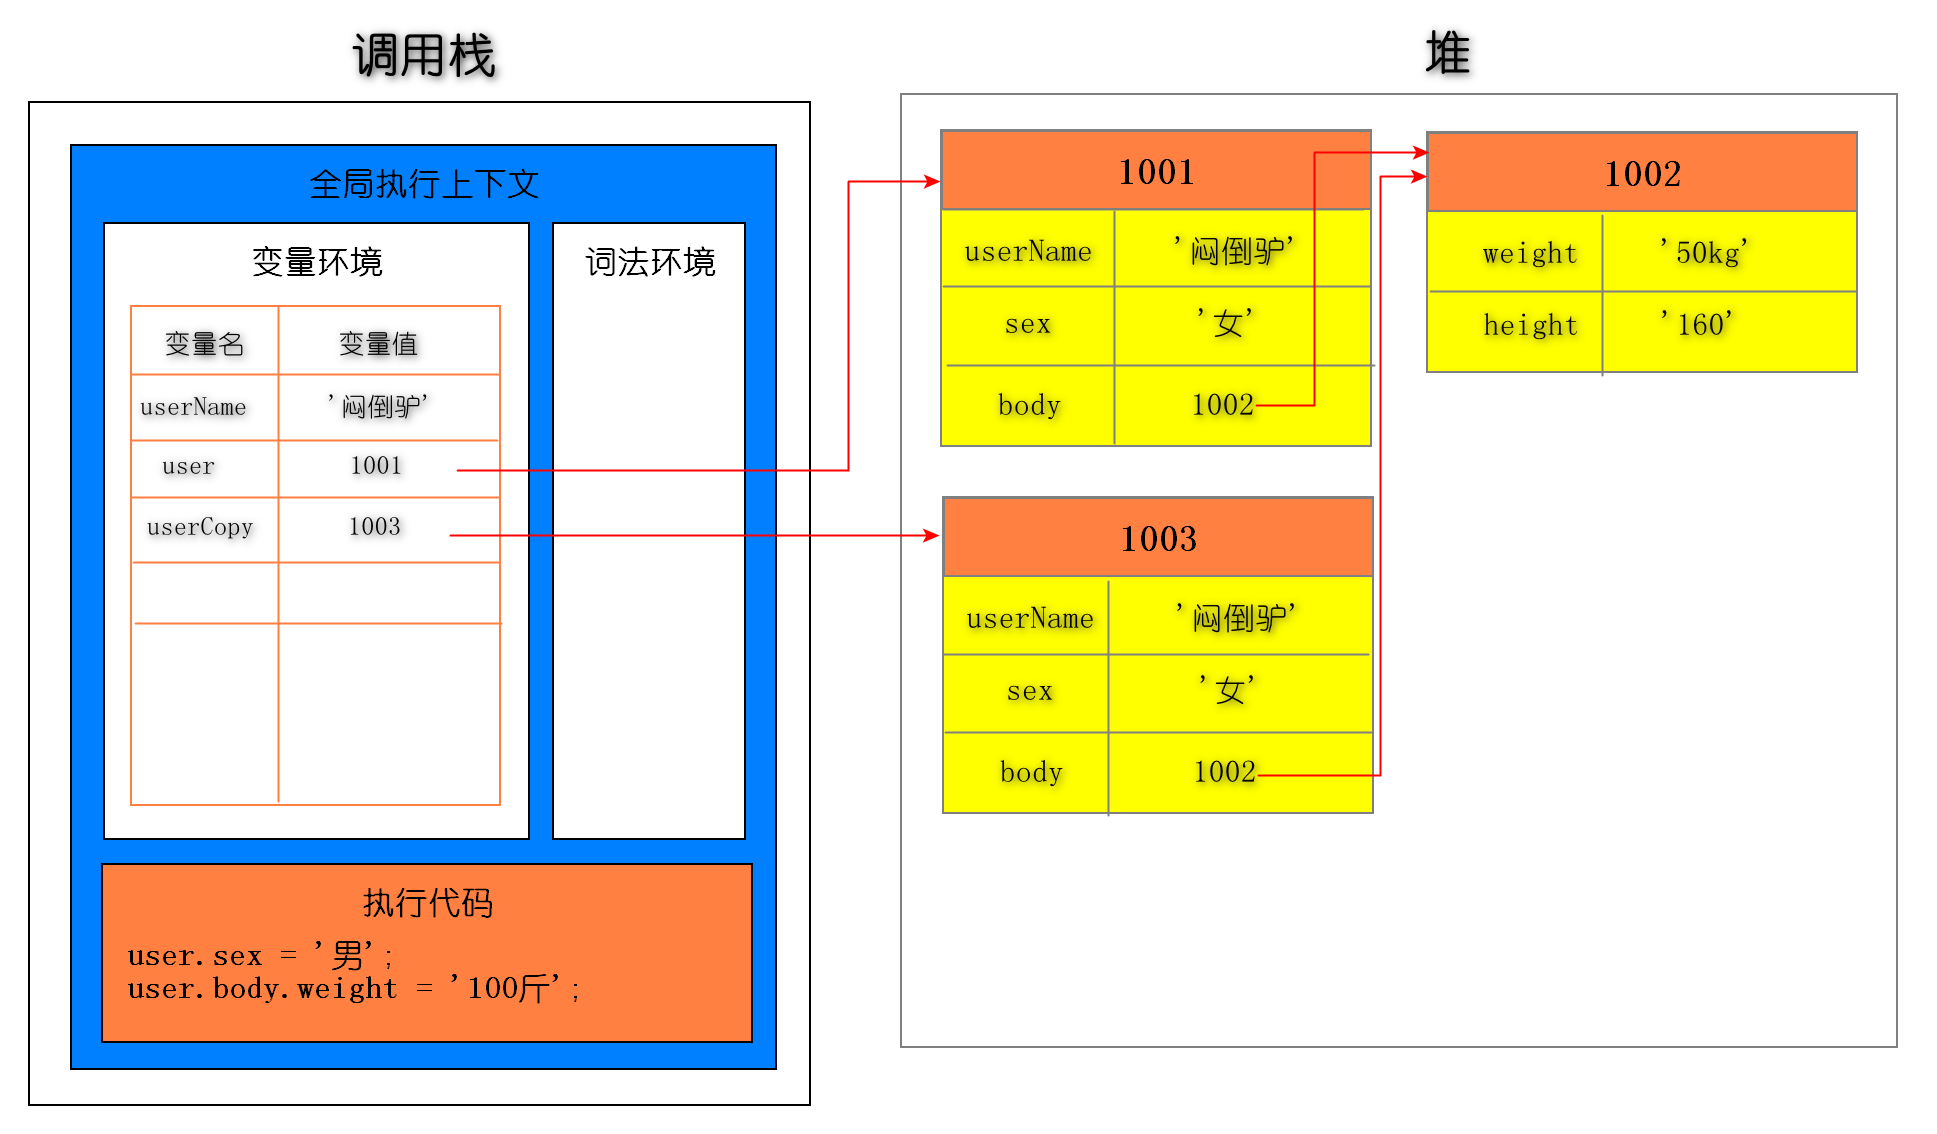 调用栈
全局执行上下文
变量环境
变量名 变量值
userName '闷倒驴'
user 1001
userCopy 1003
词法环境
执行代码
user.sex = '男';
user.body.weight = '100斤';
堆
1001
userName '闷倒驴'
sex '女'
body 1002
1002
weight '50kg'
height '160'
1003
userName '闷倒驴'
sex '女'
body 1002